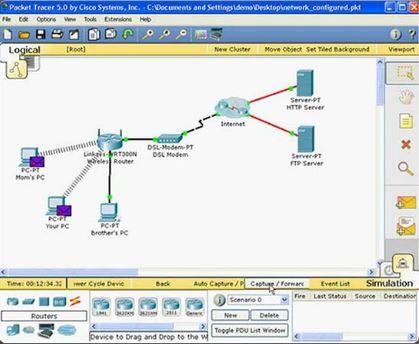 Packet Tracer 5.0 by Cisco Systems, Inc. - C:\Documents and Settings\demo\Desktop\network_configured.pkt
File Edit Options View Tools Extensions Help
Logical [Root] New Cluster Move Object Set Tiled Background Viewport
Server-PT
HTTP Server
Internet
Linksys-WRT300N
Wireless Router
DSL-Modem-PT
DSL Modem
Server-PT
FTP Server
PC-PT
Mom's PC
PC-PT
Your PC
PC-PT
Brother's PC
Time: 00:12:34.32 wer Cycle Devic Back Auto Capture / P Capture / Forward Event List Simulation
Routers
1841 2620XM 2621XM 2811 Generic
Device to Drag and Drop to the W
Scenario 0
New Delete
Toggle PDU List Window
Fire Last Status Source Destination